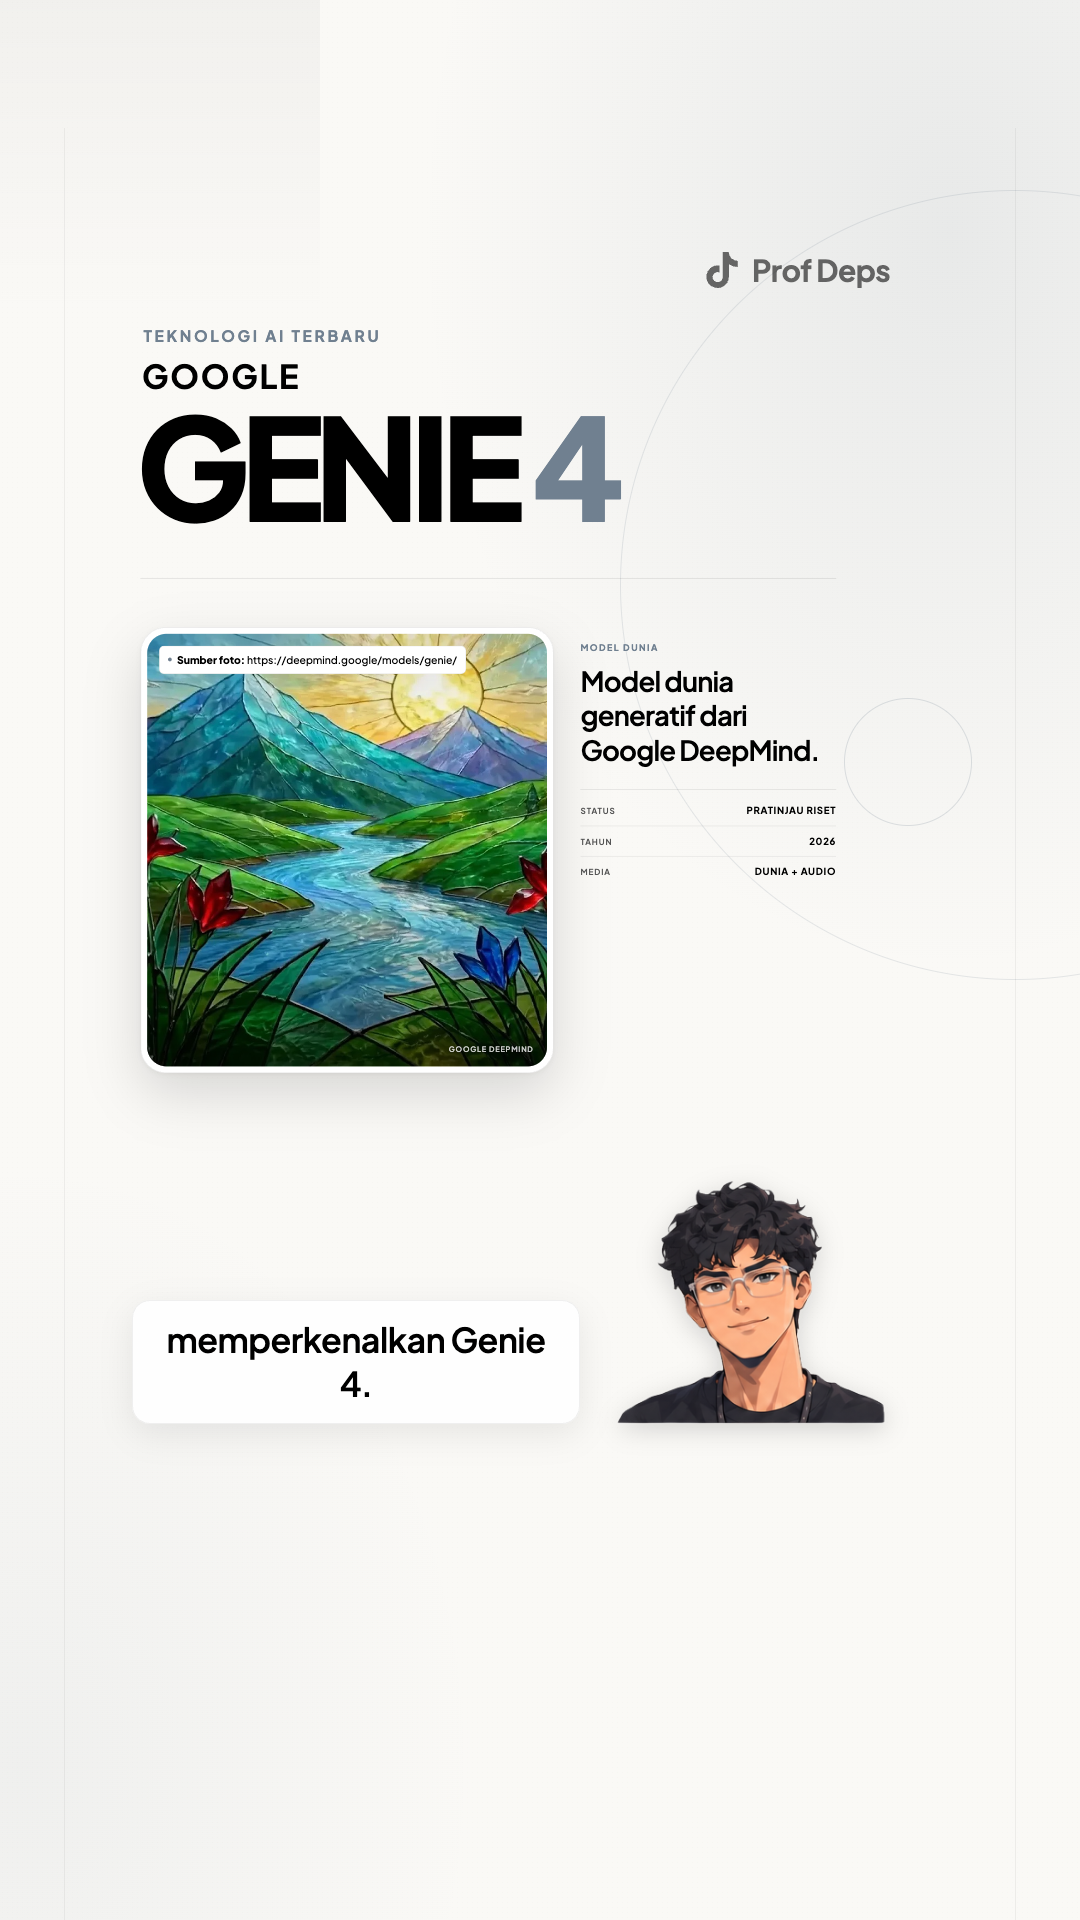 Prof Deps
TEKNOLOGI AI TERBARU
GOOGLE
GENIE 4
Sumber foto: https://deepmind.google/models/genie/
GOOGLE DEEPMIND
MODEL DUNIA
Model dunia
generatif dari
Google DeepMind.
STATUS PRATINJAU RISET
TAHUN 2026
MEDIA DUNIA + AUDIO
memperkenalkan Genie
4.